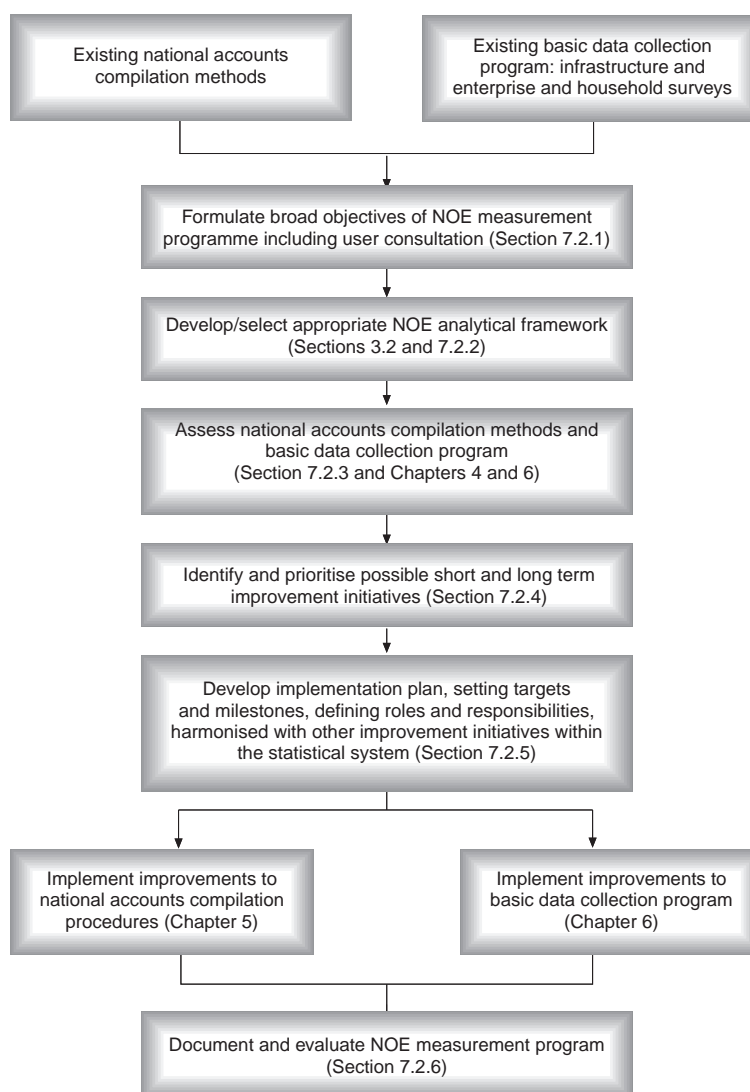 Existing national accounts
compilation methods
Existing basic data collection
program: infrastructure and
enterprise and household surveys
Formulate broad objectives of NOE measurement
programme including user consultation (Section 7.2.1)
Develop/select appropriate NOE analytical framework
(Sections 3.2 and 7.2.2)
Assess national accounts compilation methods and
basic data collection program
(Section 7.2.3 and Chapters 4 and 6)
Identify and prioritise possible short and long term
improvement initiatives (Section 7.2.4)
Develop implementation plan, setting targets
and milestones, defining roles and responsibilities,
harmonised with other improvement initiatives within
the statistical system (Section 7.2.5)
Implement improvements to
national accounts compilation
procedures (Chapter 5)
Implement improvements to
basic data collection program
(Chapter 6)
Document and evaluate NOE measurement program
(Section 7.2.6)